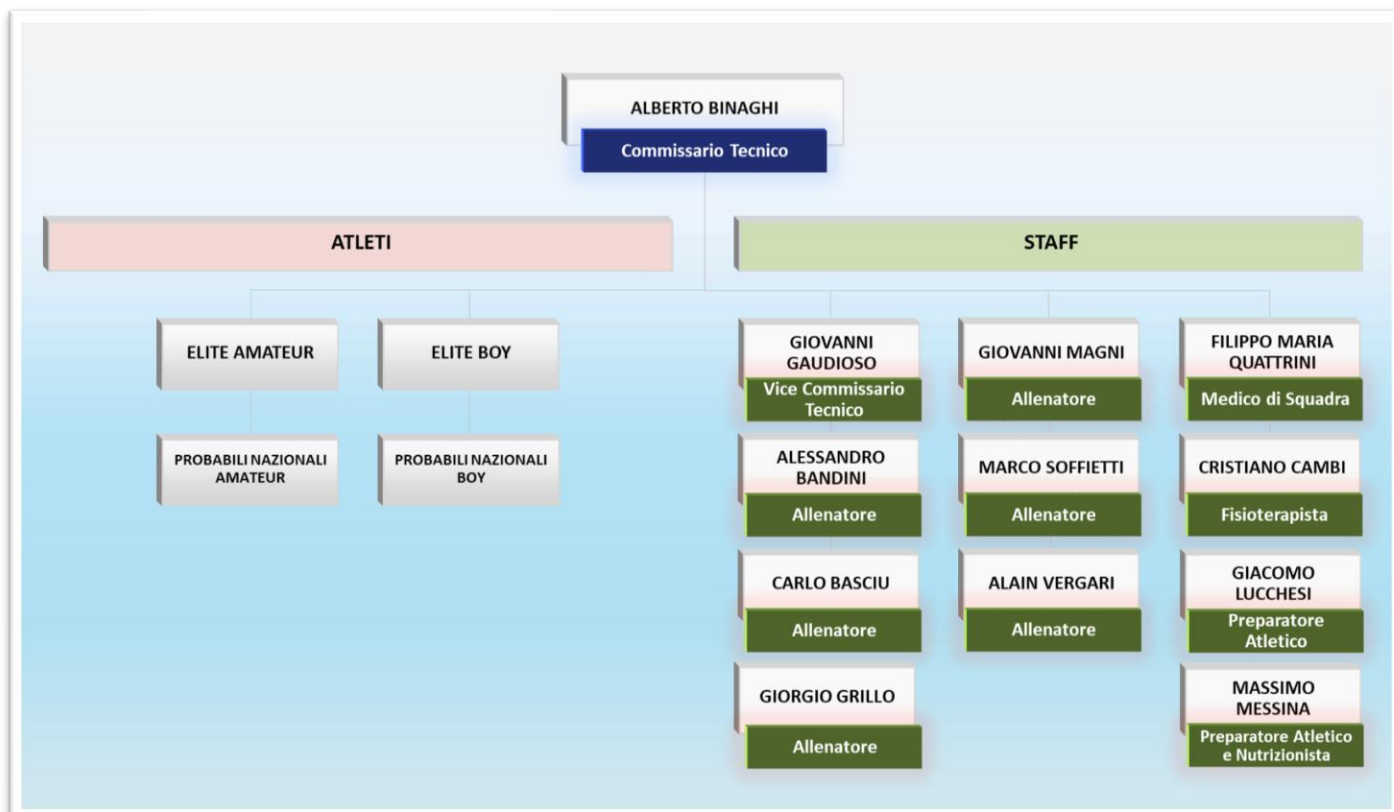 ALBERTO BINAGHI
Commissario Tecnico
ATLETI
STAFF
ELITE AMATEUR
ELITE BOY
PROBABILI NAZIONALI
AMATEUR
PROBABILI NAZIONALI
BOY
GIOVANNI
GAUDIOSO
Vice Commissario
Tecnico
GIOVANNI MAGNI
Allenatore
FILIPPO MARIA
QUATTRINI
Medico di Squadra
ALESSANDRO
BANDINI
Allenatore
MARCO SOFFIETTI
Allenatore
CRISTIANO CAMBI
Fisioterapista
CARLO BASCIU
Allenatore
ALAIN VERGARI
Allenatore
GIACOMO
LUCCHESI
Preparatore
Atletico
GIORGIO GRILLO
Allenatore
MASSIMO
MESSINA
Preparatore Atletico
e Nutrizionista